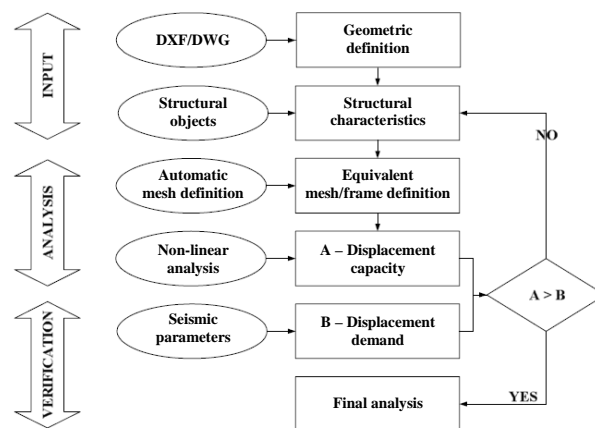 INPUT
DXF/DWG
Geometric
definition
Structural
objects
Structural
characteristics
NO
ANALYSIS
Automatic
mesh definition
Equivalent
mesh/frame definition
Non-linear
analysis
A – Displacement
capacity
A > B
VERIFICATION
Seismic
parameters
B – Displacement
demand
Final analysis
YES